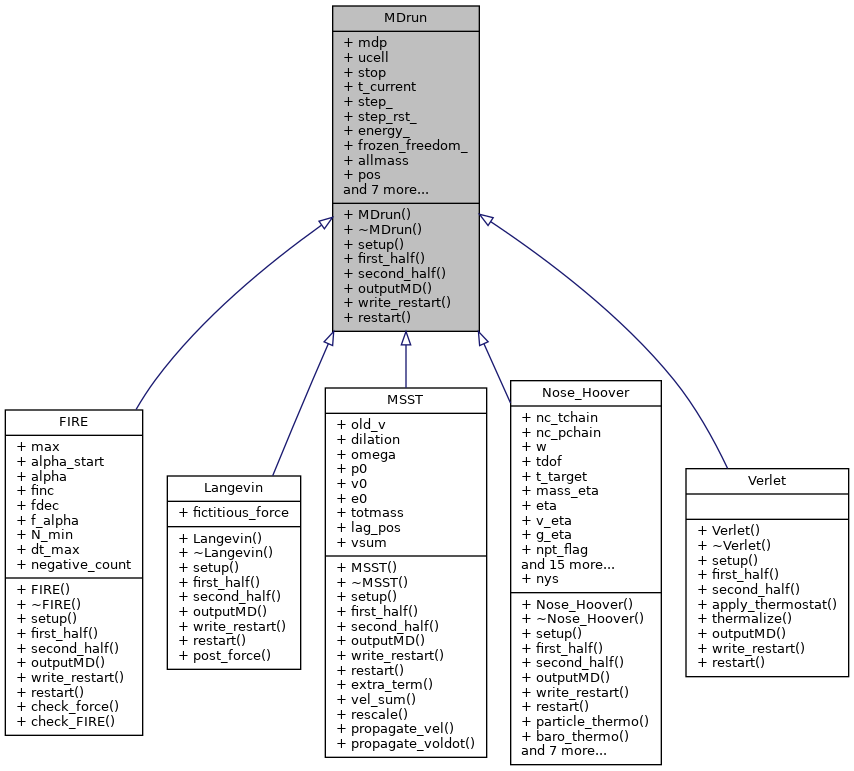 MDrun
+ mdp
+ ucell
+ stop
+ t_current
+ step_
+ step_rst_
+ energy_
+ frozen_freedom_
+ allmass
+ pos
and 7 more...
+ MDrun()
+ ~MDrun()
+ setup()
+ first_half()
+ second_half()
+ outputMD()
+ write_restart()
+ restart()
FIRE
+ max
+ alpha_start
+ alpha
+ finc
+ fdec
+ f_alpha
+ N_min
+ dt_max
+ negative_count
+ FIRE()
+ ~FIRE()
+ setup()
+ first_half()
+ second_half()
+ outputMD()
+ write_restart()
+ restart()
+ check_force()
+ check_FIRE()
Langevin
+ fictitious_force
+ Langevin()
+ ~Langevin()
+ setup()
+ first_half()
+ second_half()
+ outputMD()
+ write_restart()
+ restart()
+ post_force()
MSST
+ old_v
+ dilation
+ omega
+ p0
+ v0
+ e0
+ totmass
+ lag_pos
+ vsum
+ MSST()
+ ~MSST()
+ setup()
+ first_half()
+ second_half()
+ outputMD()
+ write_restart()
+ restart()
+ extra_term()
+ vel_sum()
+ rescale()
+ propagate_vel()
+ propagate_voldot()
Nose_Hoover
+ nc_tchain
+ nc_pchain
+ w
+ tdof
+ t_target
+ mass_eta
+ eta
+ v_eta
+ g_eta
+ npt_flag
and 15 more...
+ nys
+ Nose_Hoover()
+ ~Nose_Hoover()
+ setup()
+ first_half()
+ second_half()
+ outputMD()
+ write_restart()
+ restart()
+ particle_thermo()
+ baro_thermo()
and 7 more...
Verlet
+ Verlet()
+ ~Verlet()
+ setup()
+ first_half()
+ second_half()
+ apply_thermostat()
+ thermalize()
+ outputMD()
+ write_restart()
+ restart()